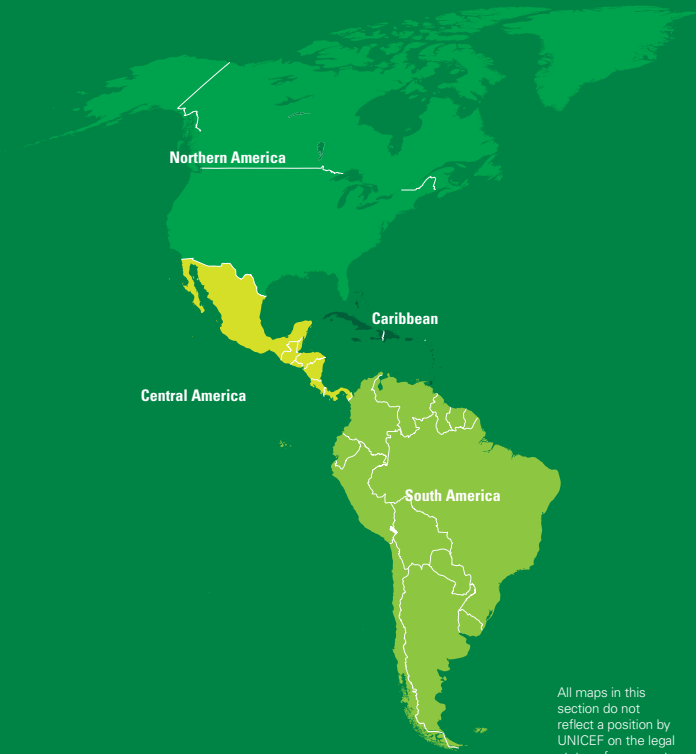 Northern America
Caribbean
Central America
South America
All maps in this
section do not
reflect a position by
UNICEF on the legal